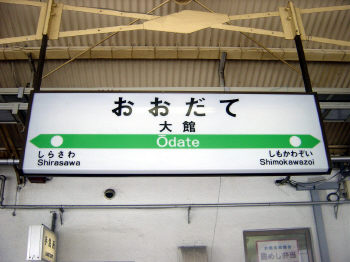 おおだて
大館
Ōdate
しらさわ
Shirasawa
しもかわぞい
Shimokawazoi